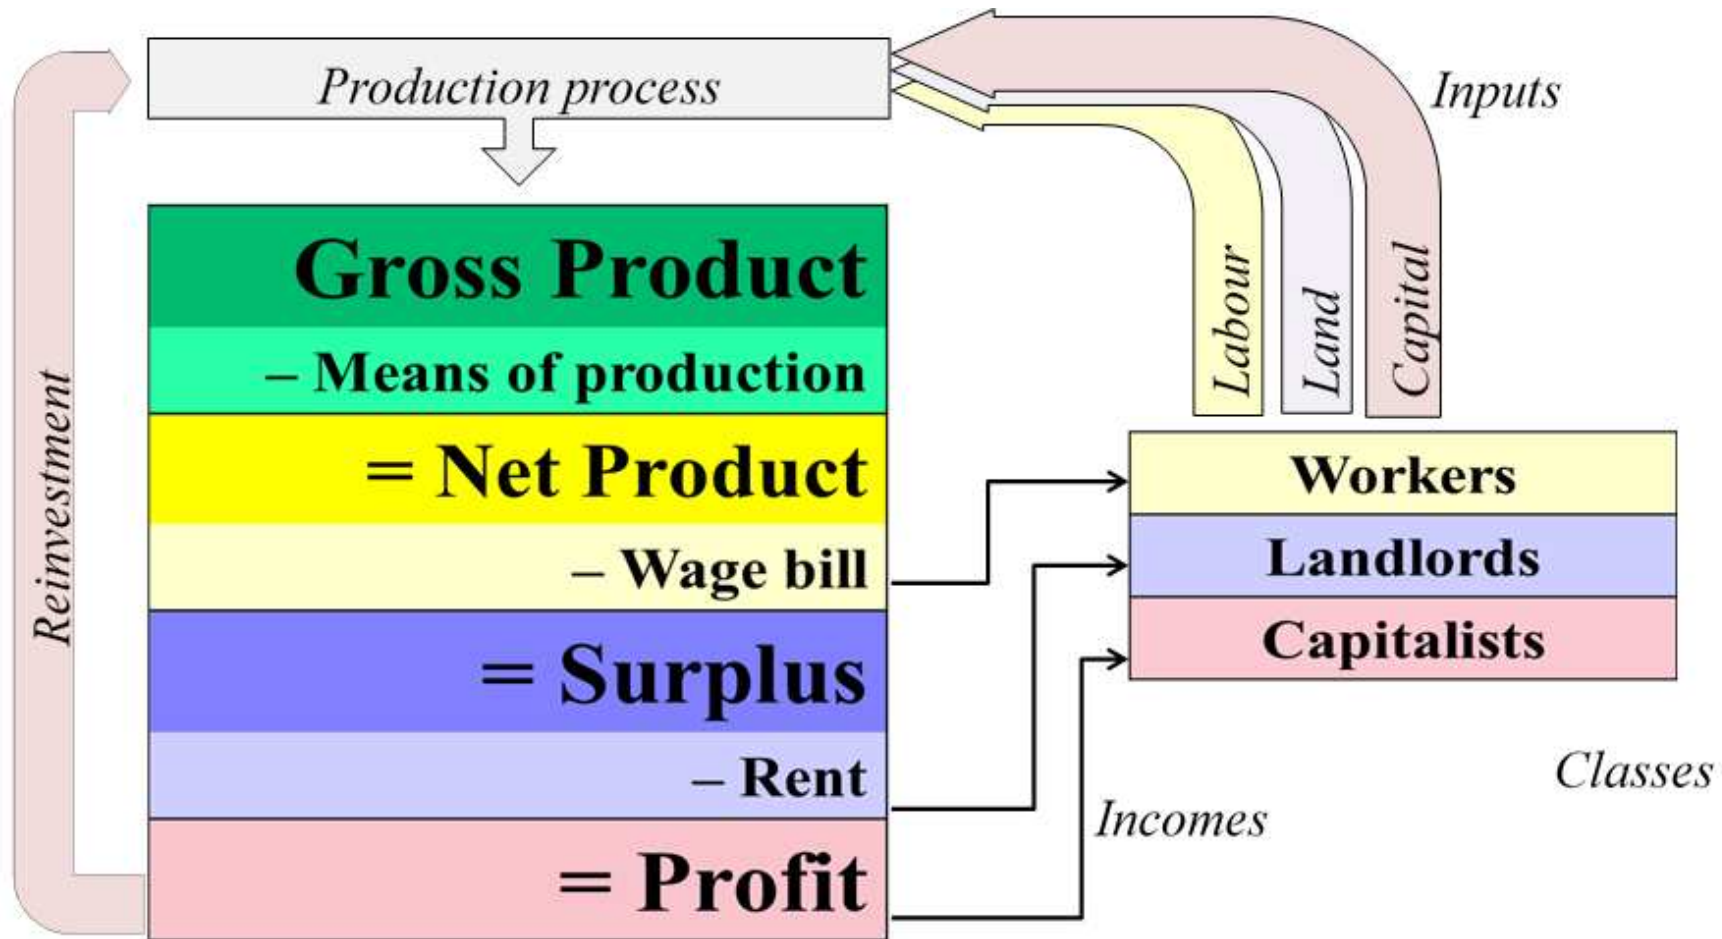 Production process
Inputs
Gross Product
– Means of production
= Net Product
– Wage bill
= Surplus
– Rent
= Profit
Reinvestment
Labour
Land
Capital
Workers
Landlords
Capitalists
Classes
Incomes